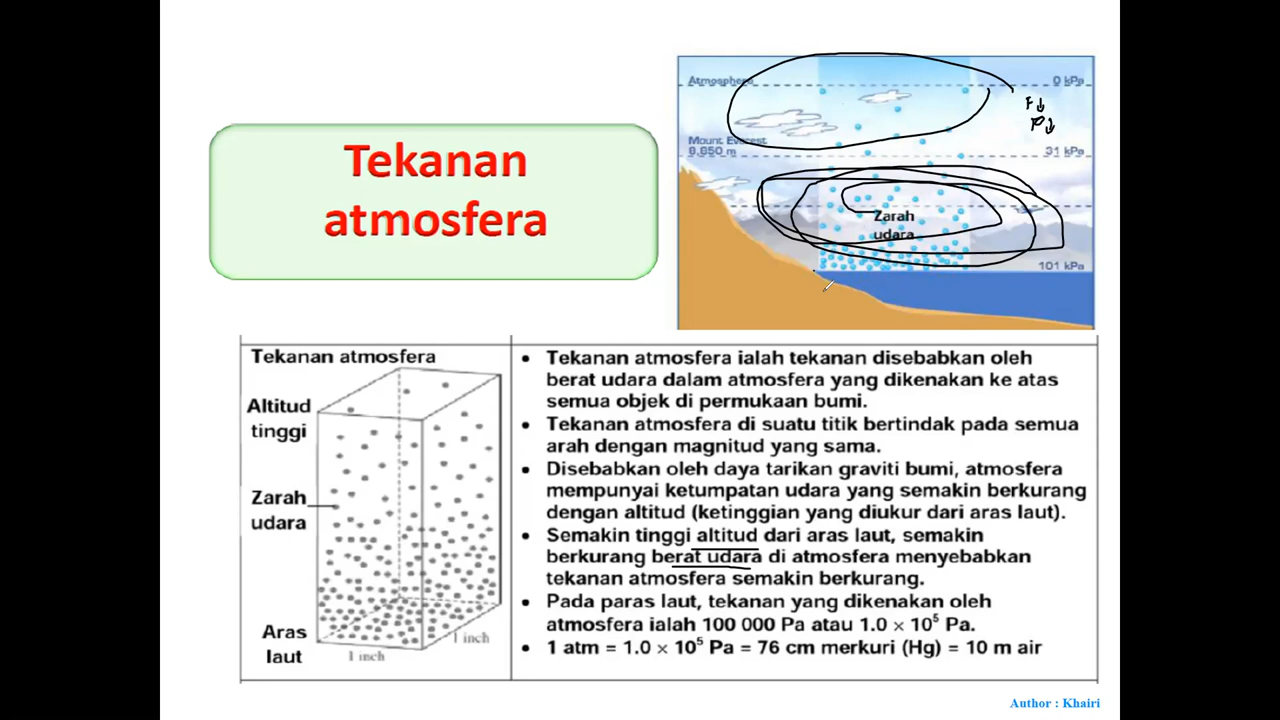 Tekanan
atmosfera
Atmosphere
0 kPa
F↓
P↓
Mount Everest
8,850 m
31 kPa
Zarah
udara
101 kPa
Tekanan atmosfera
Altitud
tinggi
Zarah
udara
Aras
laut
1 inch
1 inch
• Tekanan atmosfera ialah tekanan disebabkan oleh
berat udara dalam atmosfera yang dikenakan ke atas
semua objek di permukaan bumi.
• Tekanan atmosfera di suatu titik bertindak pada semua
arah dengan magnitud yang sama.
• Disebabkan oleh daya tarikan graviti bumi, atmosfera
mempunyai ketumpatan udara yang semakin berkurang
dengan altitud (ketinggian yang diukur dari aras laut).
• Semakin tinggi altitud dari aras laut, semakin
berkurang berat udara di atmosfera menyebabkan
tekanan atmosfera semakin berkurang.
• Pada paras laut, tekanan yang dikenakan oleh
atmosfera ialah 100 000 Pa atau 1.0 × 10⁵ Pa.
• 1 atm = 1.0 × 10⁵ Pa = 76 cm merkuri (Hg) = 10 m air
Author : Khairi